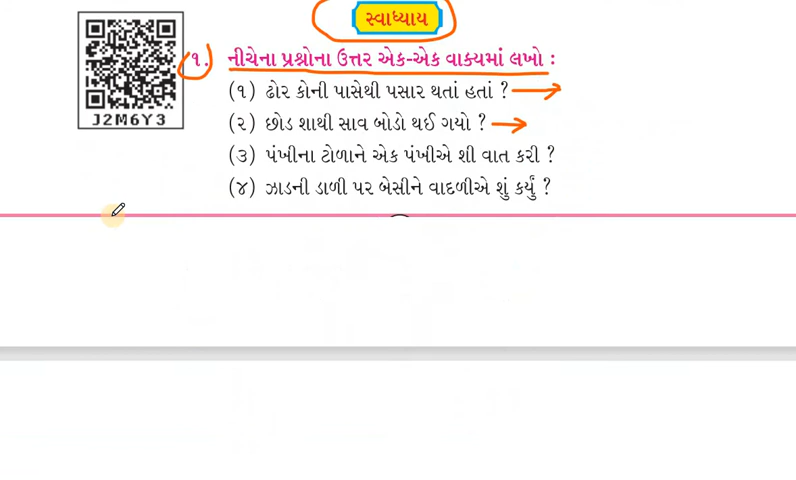 સ્વાધ્યાય
૧. નીચેના પ્રશ્નોના ઉત્તર એક-એક વાક્યમાં લખો :
(૧) ઢોર કોની પાસેથી પસાર થતાં હતાં ?
(૨) છોડ શાથી સાવ બોડો થઈ ગયો ?
(૩) પંખીના ટોળાને એક પંખીએ શી વાત કરી ?
(૪) ઝાડની ડાળી પર બેસીને વાદળીએ શું કર્યું ?
J2M6Y3